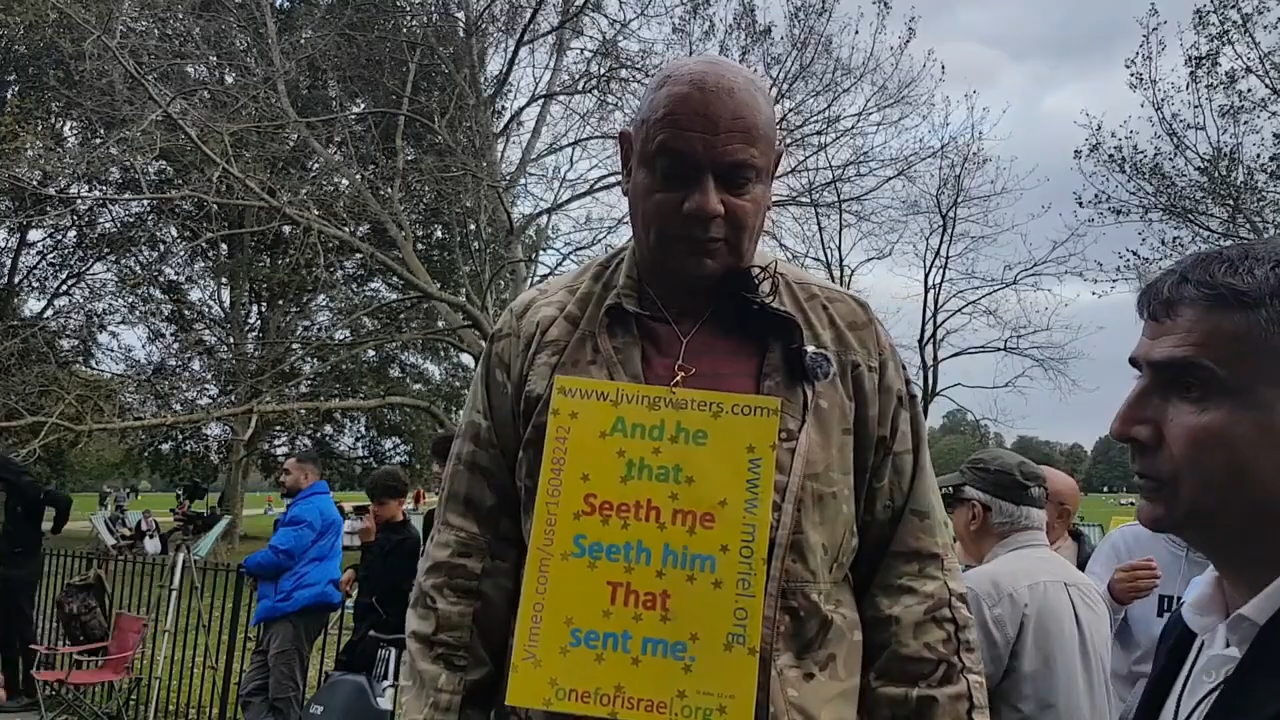 www.livingwaters.com
And he
that
Seeth me
Seeth him
That
sent me.
oneforisrael.org
Vimeo.com/user16048242
www.moriel.org